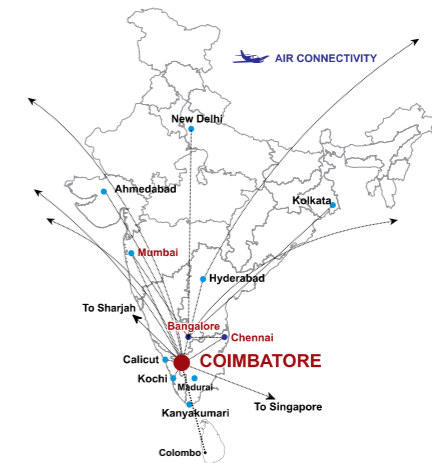 AIR CONNECTIVITY
New Delhi
Ahmedabad
Kolkata
Mumbai
Hyderabad
To Sharjah
Bangalore
Chennai
Calicut
COIMBATORE
Kochi
Madurai
Kanyakumari
To Singapore
Colombo